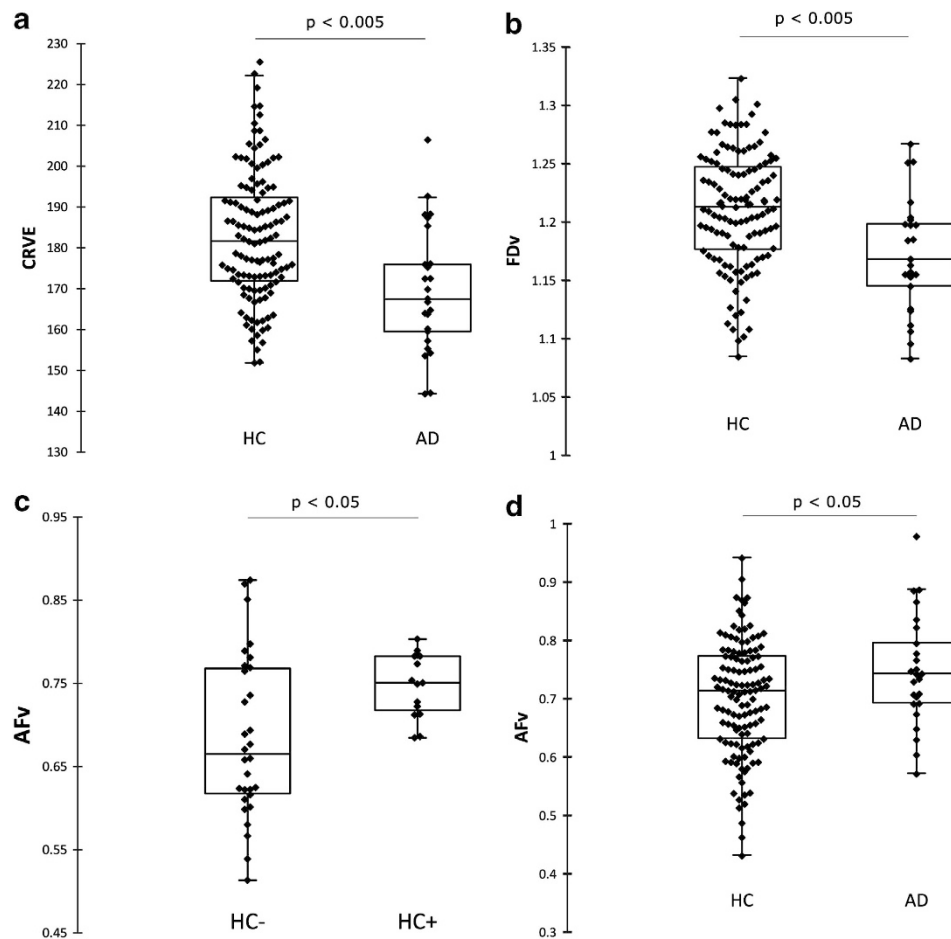 a
p < 0.005
CRVE
230
220
210
200
190
180
170
160
150
140
130
HC
AD
b
p < 0.005
FDv
1.35
1.3
1.25
1.2
1.15
1.1
1.05
1
HC
AD
c
p < 0.05
AFv
0.95
0.85
0.75
0.65
0.55
0.45
HC-
HC+
d
p < 0.05
AFv
1
0.9
0.8
0.7
0.6
0.5
0.4
0.3
HC
AD